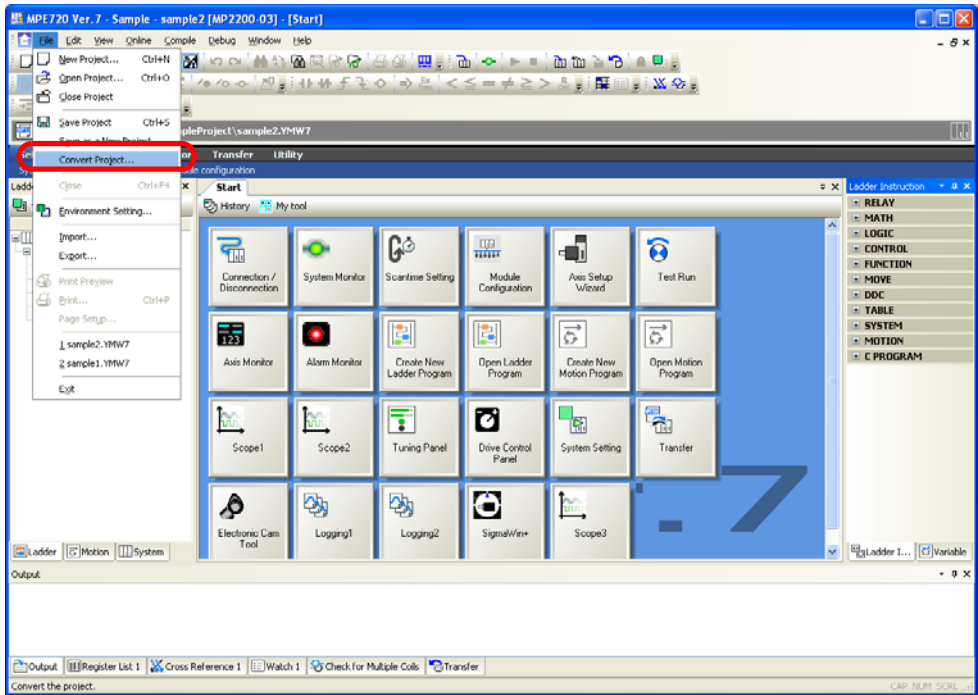 MPE720 Ver.7 - Sample - sample2 [MP2200-03] - [Start]
File Edit View Online Compile Debug Window Help
New Project... Ctrl+N
Open Project... Ctrl+O
Close Project
Save Project Ctrl+S
Save as a New Project
pleProject\sample2.YMW7
Convert Project...
Transfer Utility
configuration
Close Ctrl+F4
Environment Setting...
Import...
Export...
Print Preview
Print... Ctrl+P
Page Setup...
1 sample2.YMW7
2 sample1.YMW7
Exit
Start
History My tool
Connection /
Disconnection
System Monitor
Scantime Setting
Module
Configuration
Axis Setup
Wizard
Test Run
123
Axis Monitor
Alarm Monitor
Create New
Ladder Program
Open Ladder
Program
Create New
Motion Program
Open Motion
Program
Scope1
Scope2
Tuning Panel
Drive Control
Panel
System Setting
Transfer
Electronic Cam
Tool
Logging1
Logging2
SigmaWin+
Scope3
.7
Ladder Instruction
RELAY
MATH
LOGIC
CONTROL
FUNCTION
MOVE
DDC
TABLE
SYSTEM
MOTION
C PROGRAM
Ladder Motion System
Ladder I... Variable
Output
Output Register List 1 Cross Reference 1 Watch 1 Check for Multiple Coils Transfer
Convert the project.
CAP NUM SCRL